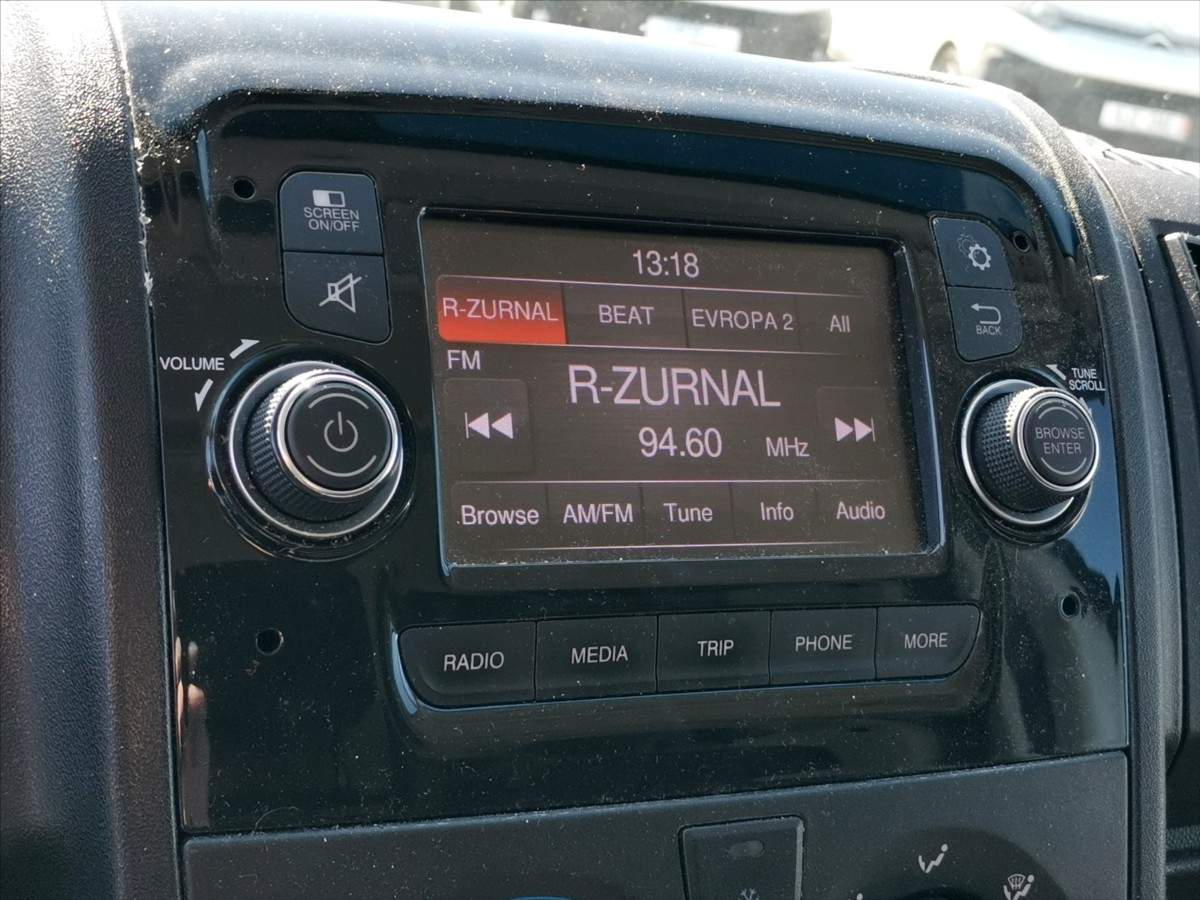 SCREEN
ON/OFF
VOLUME
13:18
R-ZURNAL BEAT EVROPA 2 All
FM
R-ZURNAL
94.60 MHz
Browse AM/FM Tune Info Audio
BACK
TUNE
SCROLL
BROWSE
ENTER
RADIO MEDIA TRIP PHONE MORE